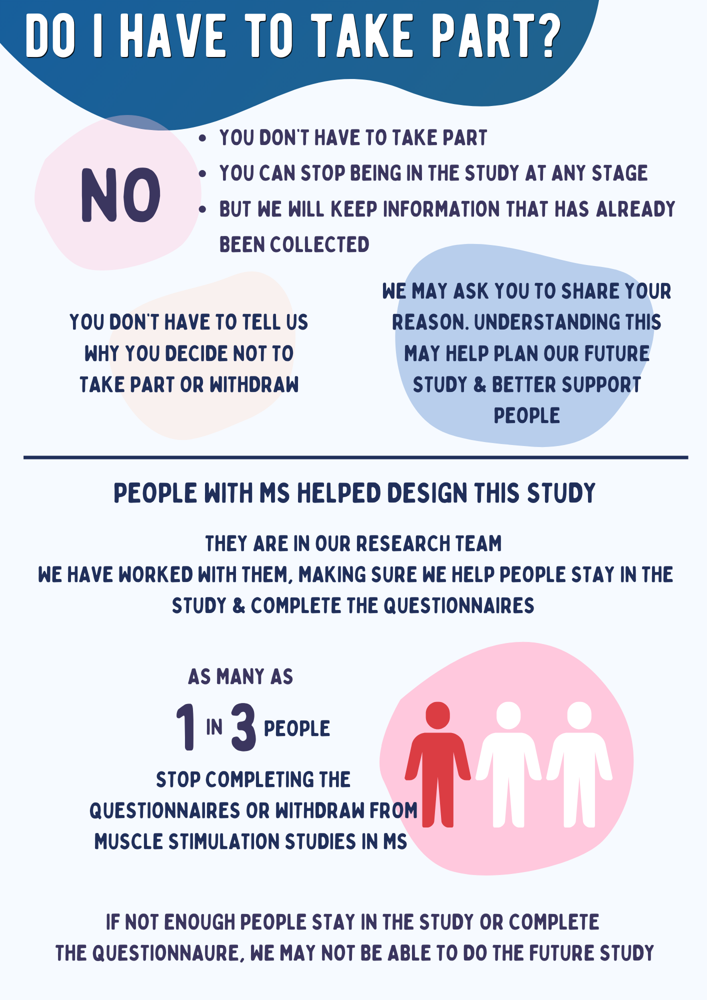 DO I HAVE TO TAKE PART?
NO
• YOU DON'T HAVE TO TAKE PART
• YOU CAN STOP BEING IN THE STUDY AT ANY STAGE
• BUT WE WILL KEEP INFORMATION THAT HAS ALREADY
BEEN COLLECTED
YOU DON'T HAVE TO TELL US
WHY YOU DECIDE NOT TO
TAKE PART OR WITHDRAW
WE MAY ASK YOU TO SHARE YOUR
REASON. UNDERSTANDING THIS
MAY HELP PLAN OUR FUTURE
STUDY & BETTER SUPPORT
PEOPLE
PEOPLE WITH MS HELPED DESIGN THIS STUDY
THEY ARE IN OUR RESEARCH TEAM
WE HAVE WORKED WITH THEM, MAKING SURE WE HELP PEOPLE STAY IN THE
STUDY & COMPLETE THE QUESTIONNAIRES
AS MANY AS
1 IN 3 PEOPLE
STOP COMPLETING THE
QUESTIONNAIRES OR WITHDRAW FROM
MUSCLE STIMULATION STUDIES IN MS
IF NOT ENOUGH PEOPLE STAY IN THE STUDY OR COMPLETE
THE QUESTIONNAURE, WE MAY NOT BE ABLE TO DO THE FUTURE STUDY